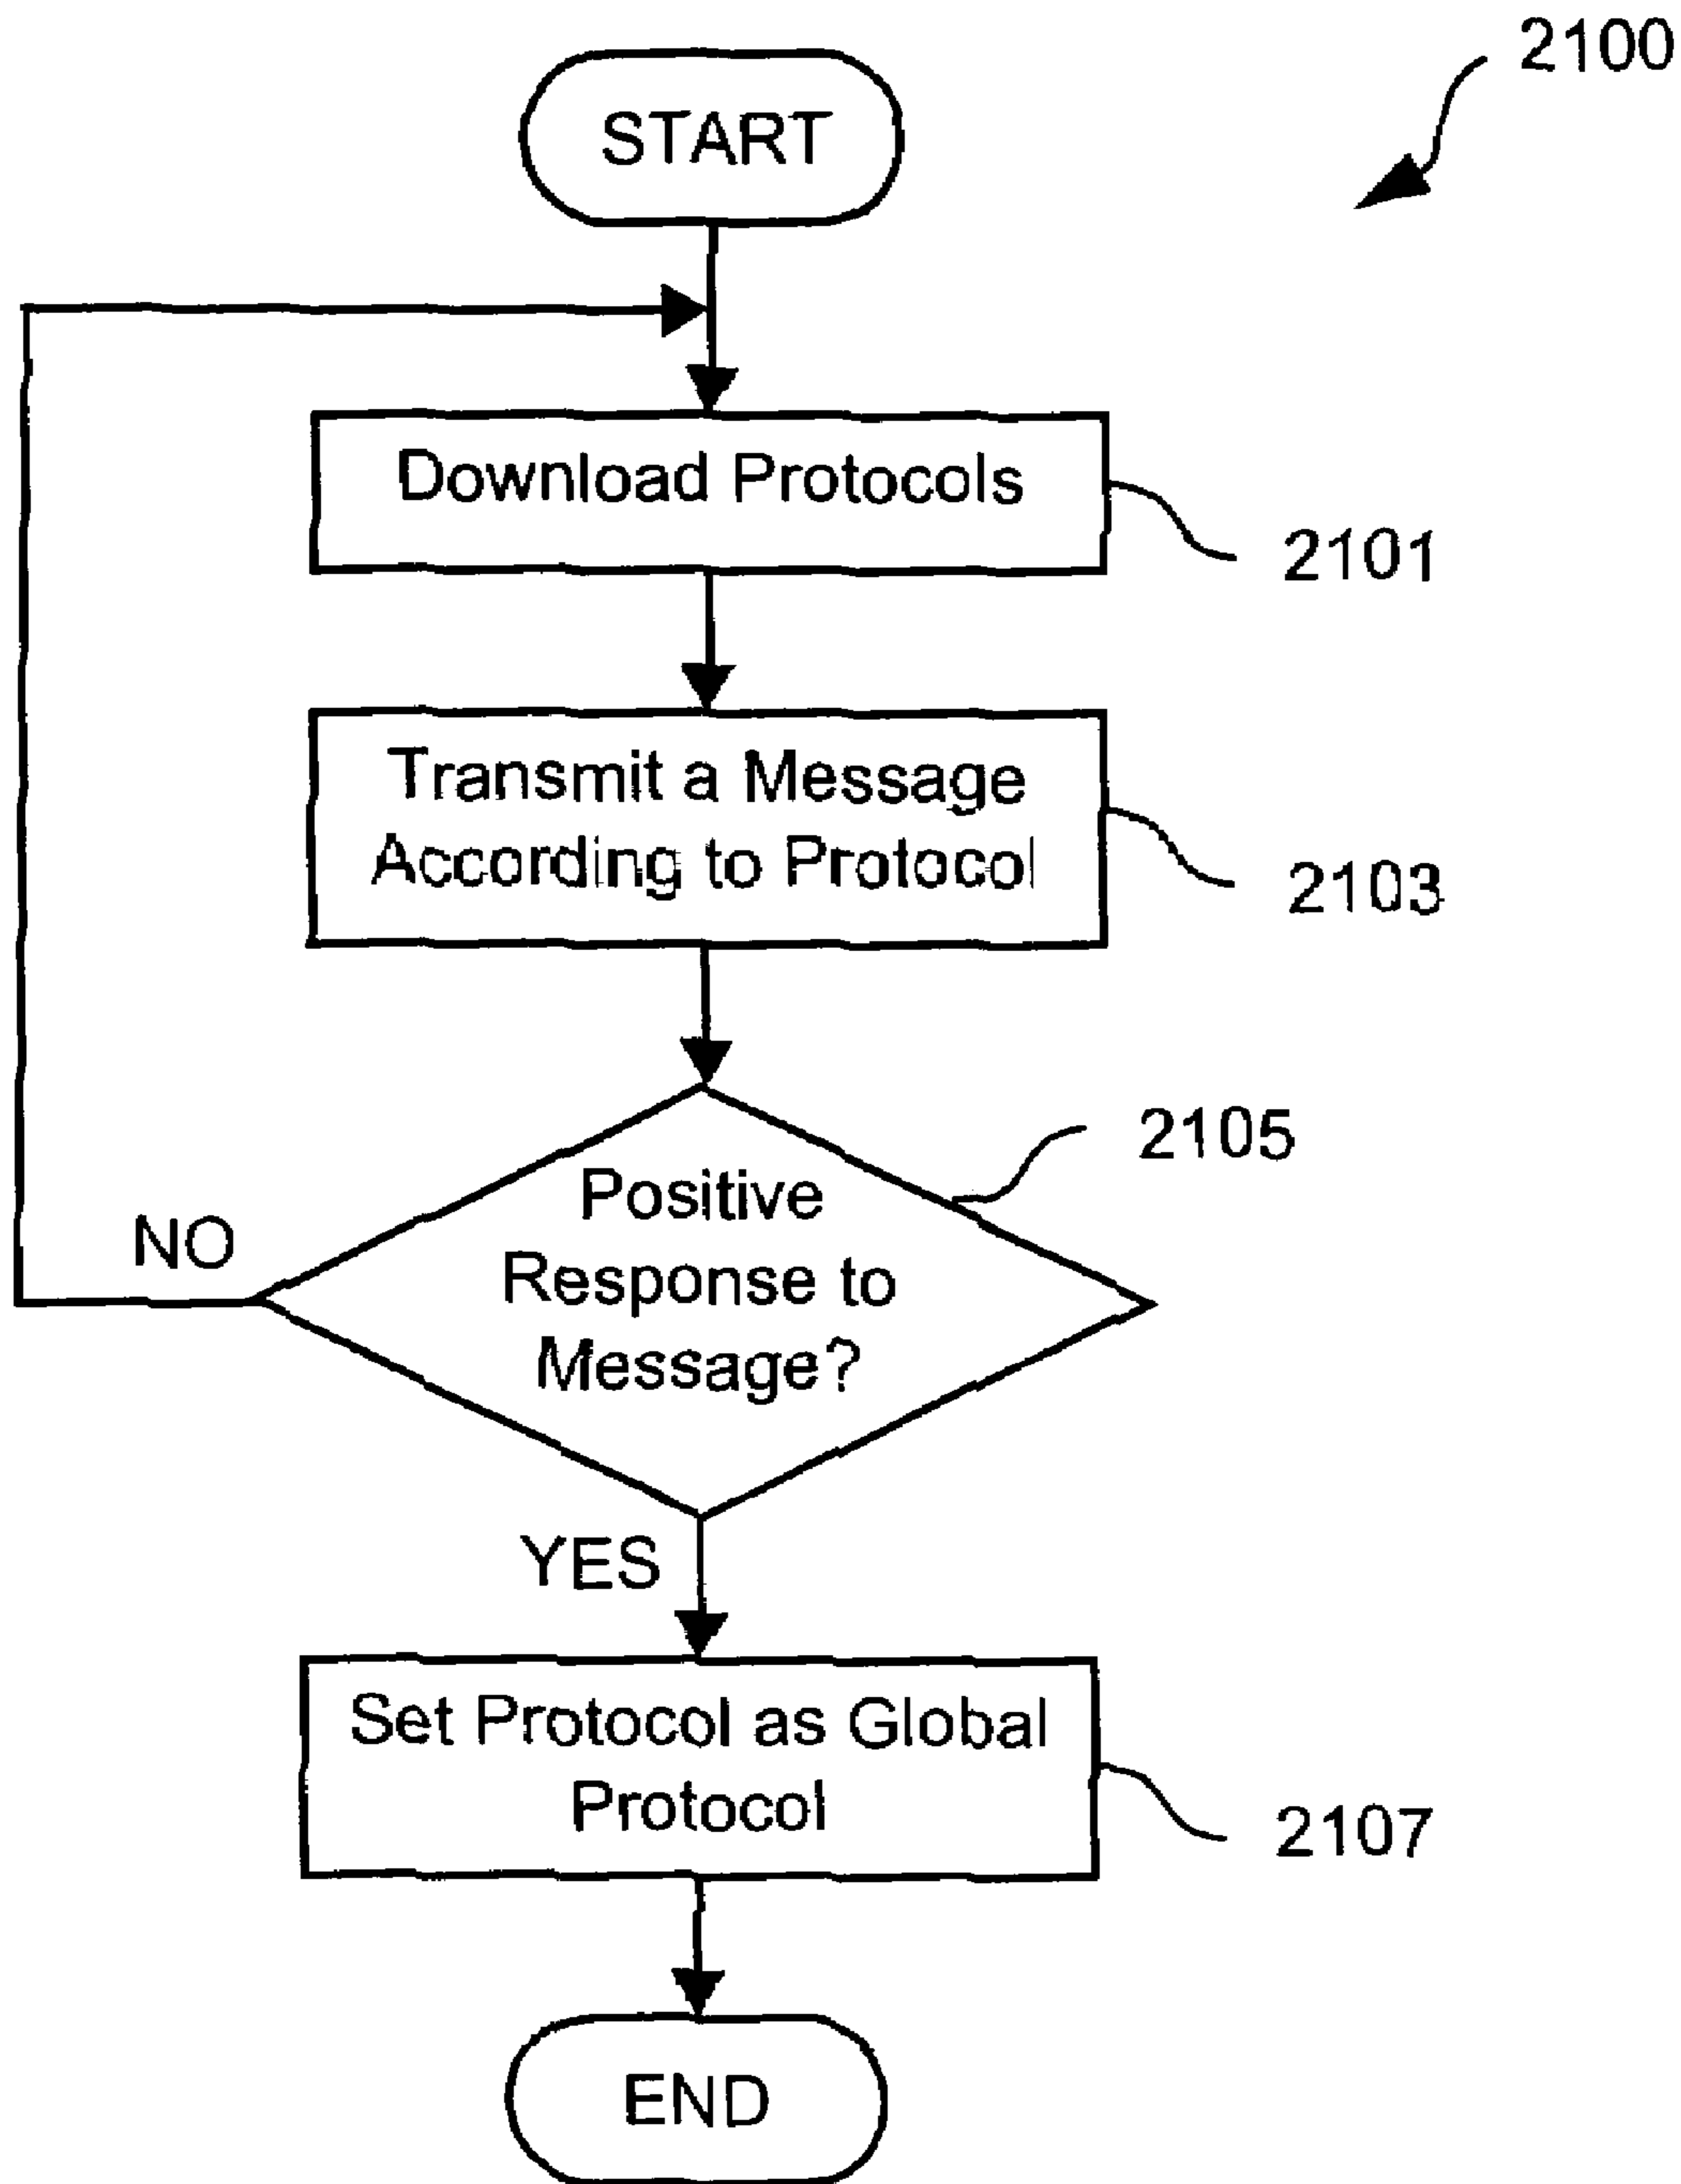 2100
START
Download Protocols
2101
Transmit a Message
According to Protocol
2103
2105
Positive
Response to
Message?
NO
YES
Set Protocol as Global
Protocol
2107
END